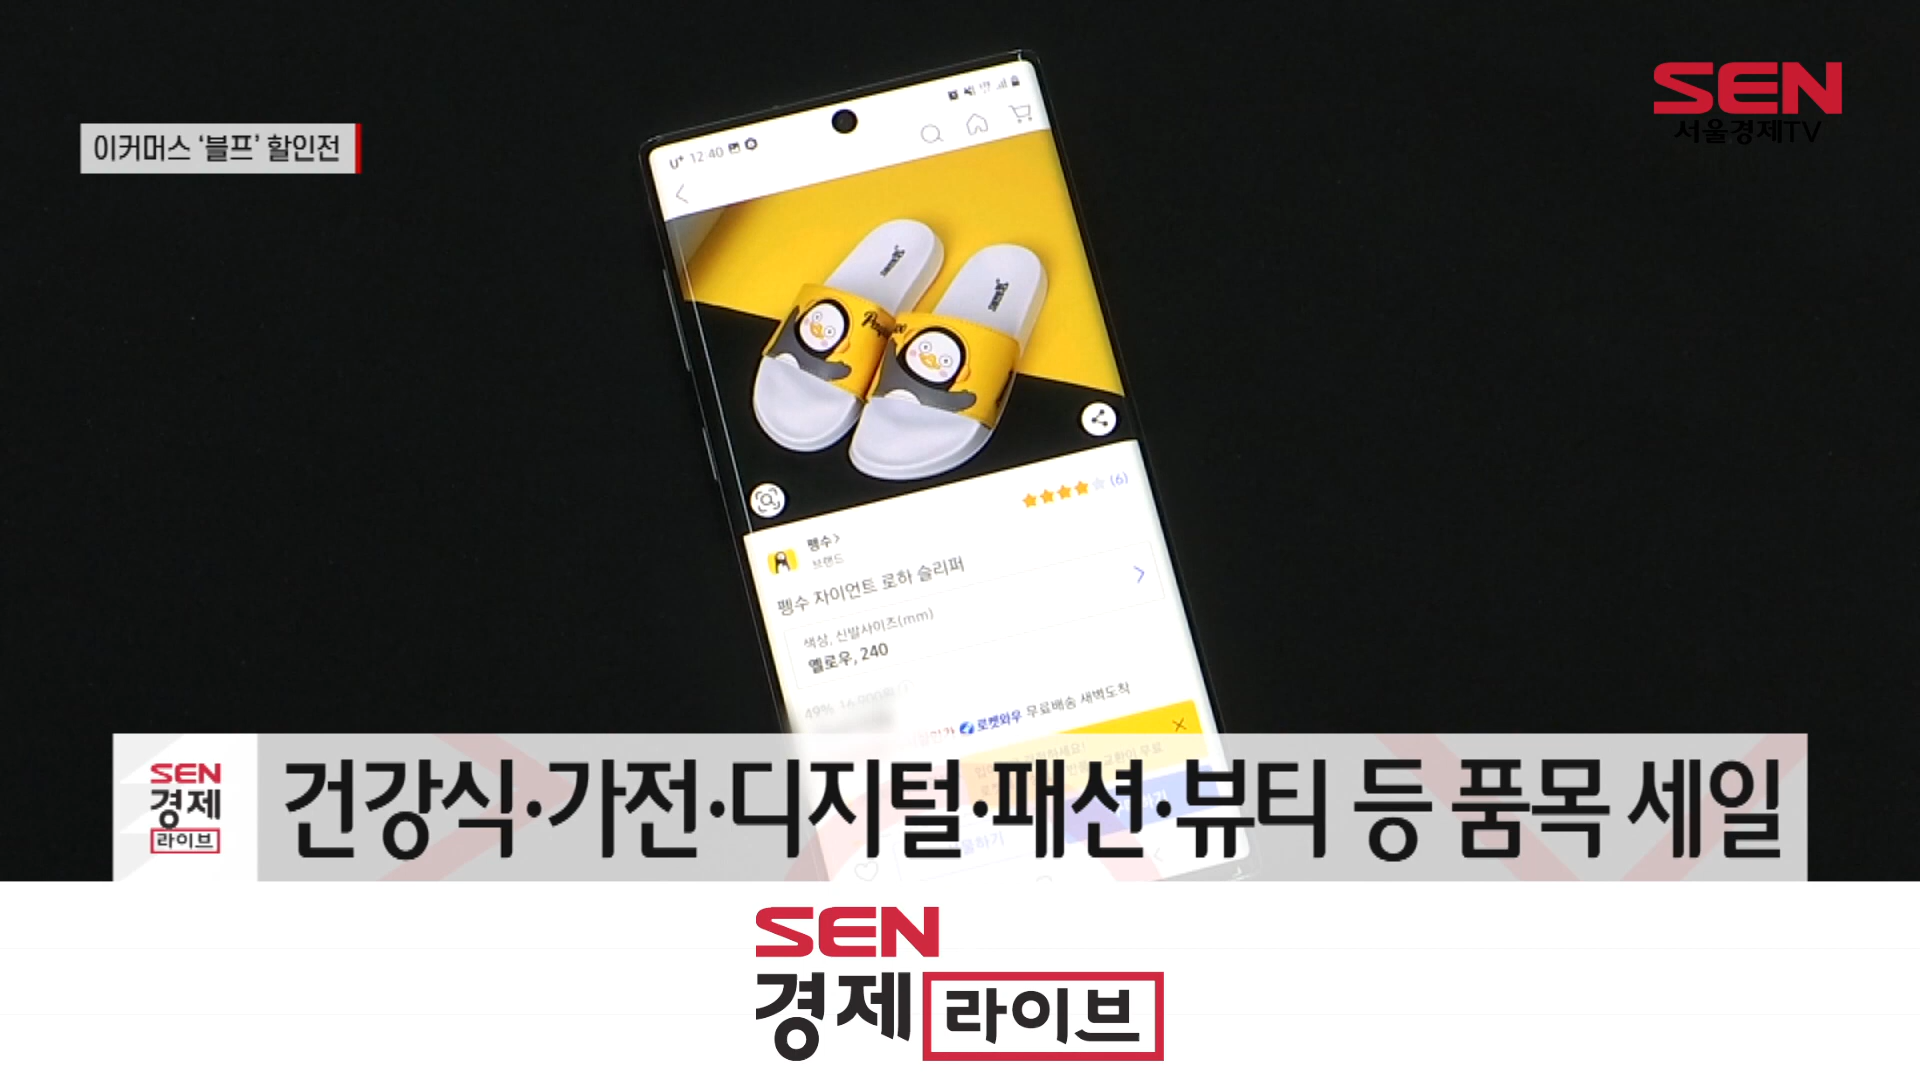 SEN
서울경제TV
이커머스 ‘블프’ 할인전
U+ 12:40
(6)
펭수>
브랜드
펭수 자이언트 로하 슬리퍼
색상, 신발사이즈(mm)
옐로우, 240
49%
로켓와우 무료배송 새벽도착
SEN
경제
라이브
건강식·가전·디지털·패션·뷰티 등 품목 세일
SEN
경제 라이브